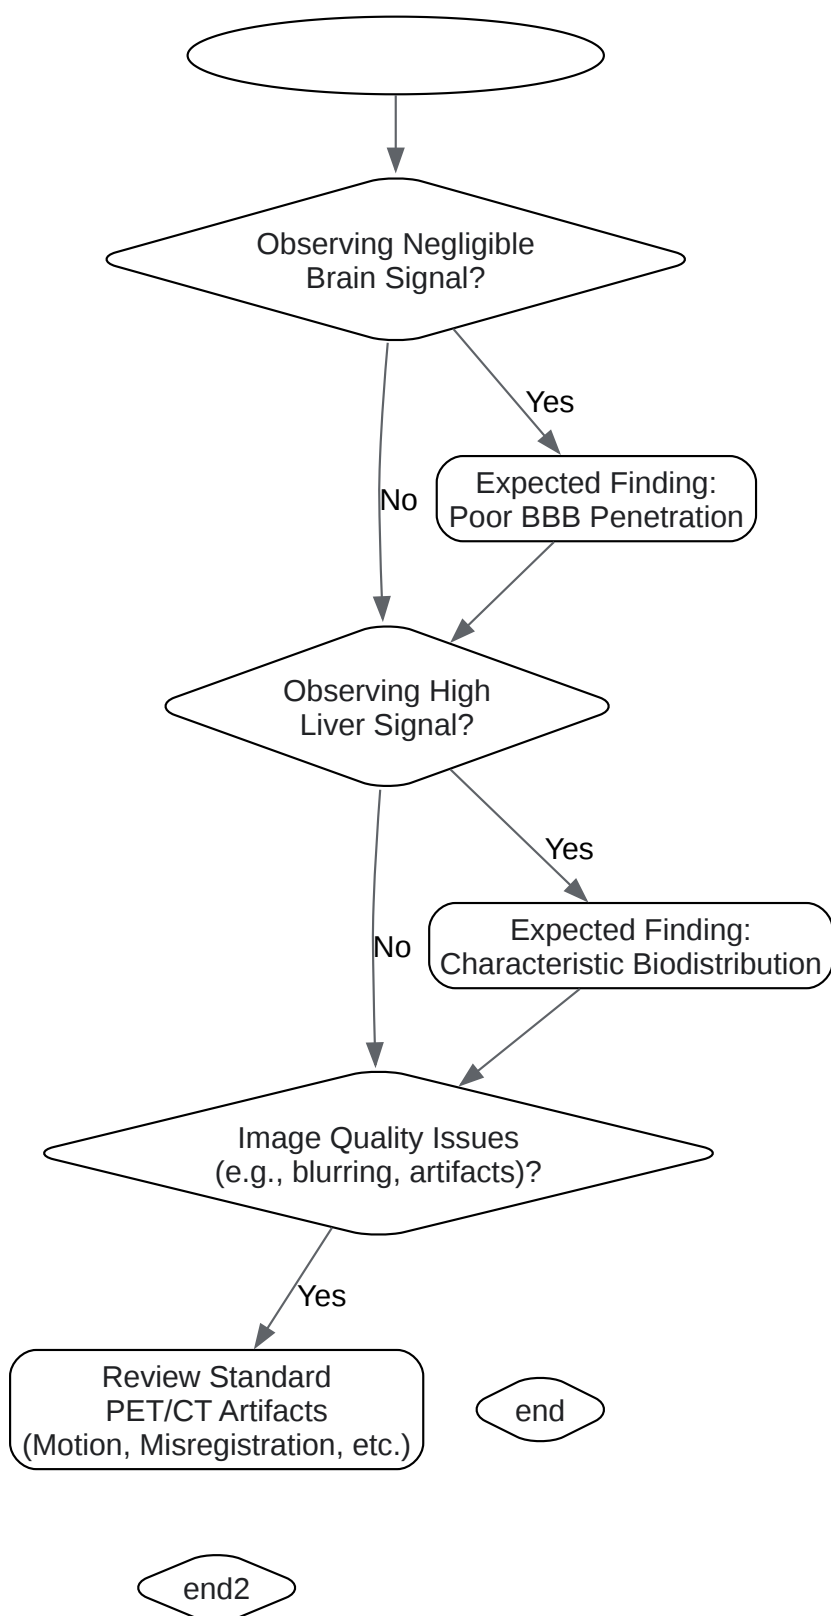 Observing Negligible
Brain Signal?
Yes
No
Expected Finding:
Poor BBB Penetration
Observing High
Liver Signal?
Yes
No
Expected Finding:
Characteristic Biodistribution
Image Quality Issues
(e.g., blurring, artifacts)?
Yes
Review Standard
PET/CT Artifacts
(Motion, Misregistration, etc.)
end
end2